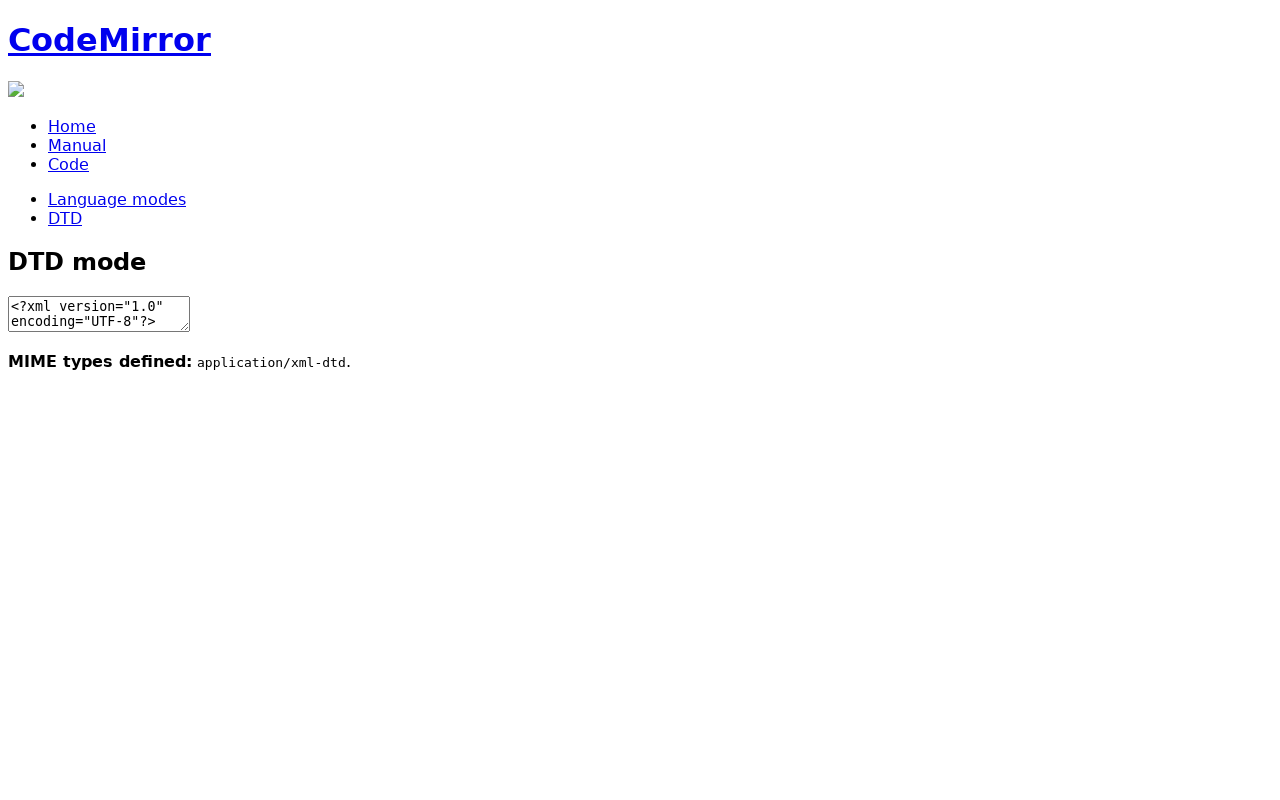 CodeMirror
Home
Manual
Code
Language modes
DTD
DTD mode
<?xml version="1.0"
encoding="UTF-8"?>
MIME types defined: application/xml-dtd.